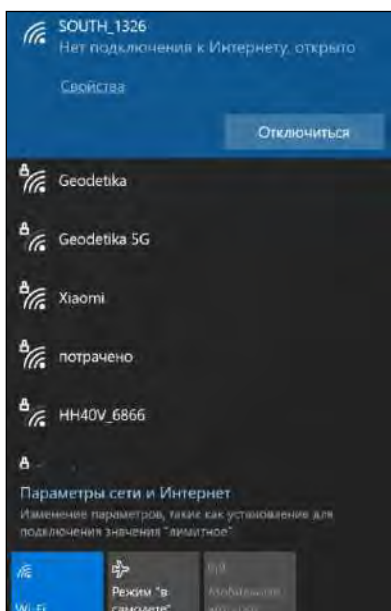 SOUTH_1326
Нет подключения к Интернету, открыто
Свойства
Отключиться
Geodetika
Geodetika 5G
Xiaomi
потрачено
HH40V_6866
Параметры сети и Интернет
Изменение параметров, таких как установление для
подключения значения "лимитное".
Wi-Fi
Режим "в
самолете"
Мобильный